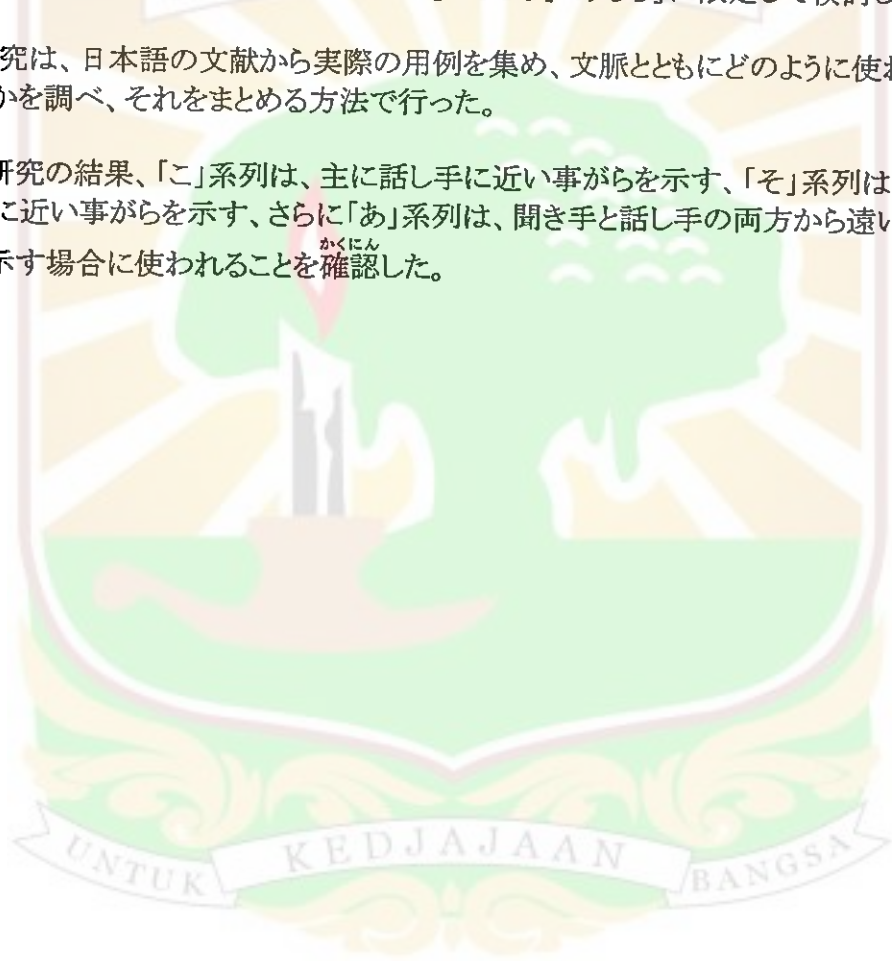 究は、日本語の文献から実際の用例を集め、文脈とともにどのように使わ
かを調べ、それをまとめる方法で行った。
研究の結果、「こ」系列は、主に話し手に近い事がらを示す、「そ」系列は
に近い事がらを示す、さらに「あ」系列は、聞き手と話し手の両方から遠い
かくにん
示す場合に使われることを確認した。
UNTUK KEDJAJAAN BANGSA